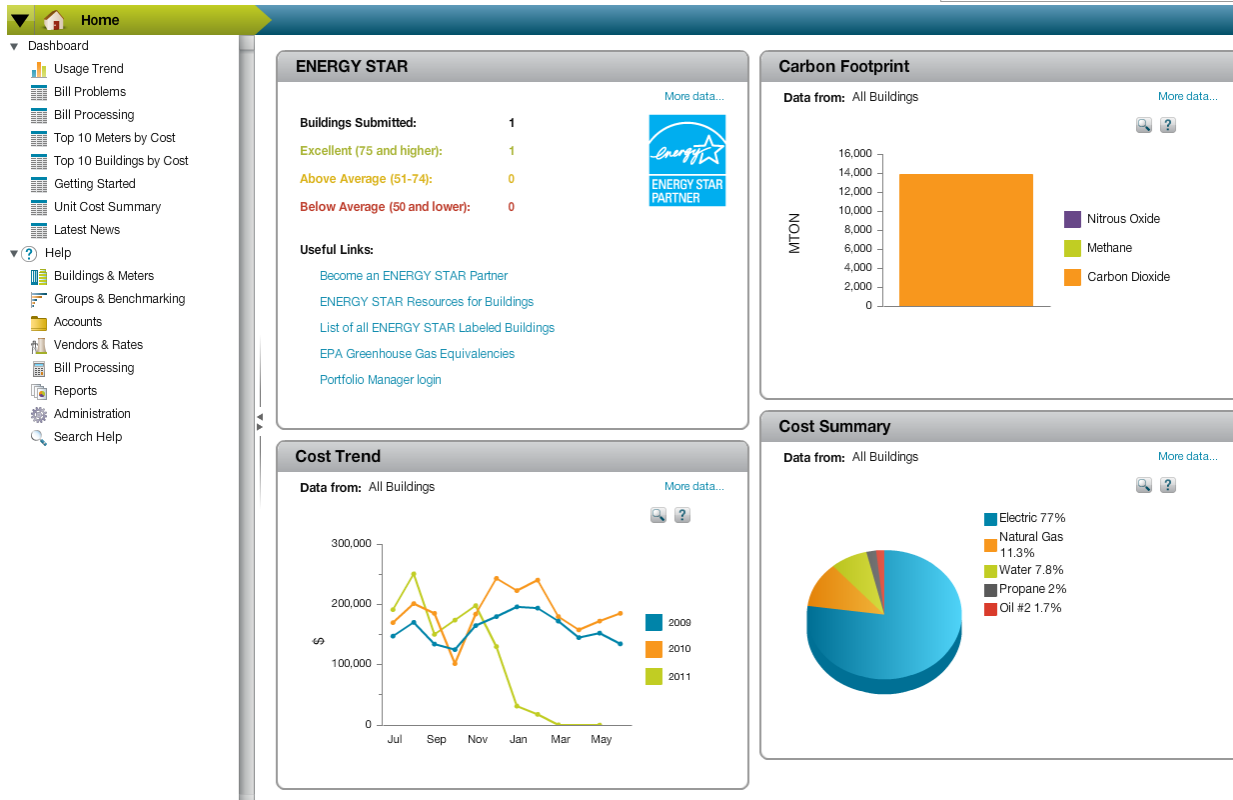 Home
Dashboard
Usage Trend
Bill Problems
Bill Processing
Top 10 Meters by Cost
Top 10 Buildings by Cost
Getting Started
Unit Cost Summary
Latest News
Help
Buildings & Meters
Groups & Benchmarking
Accounts
Vendors & Rates
Bill Processing
Reports
Administration
Search Help
ENERGY STAR
More data...
Buildings Submitted: 1
Excellent (75 and higher): 1
Above Average (51-74): 0
Below Average (50 and lower): 0
energy
ENERGY STAR
PARTNER
Useful Links:
Become an ENERGY STAR Partner
ENERGY STAR Resources for Buildings
List of all ENERGY STAR Labeled Buildings
EPA Greenhouse Gas Equivalencies
Portfolio Manager login
Carbon Footprint
Data from: All Buildings More data...
?
16,000
14,000
12,000
10,000
8,000
6,000
4,000
2,000
0
MTON
Nitrous Oxide
Methane
Carbon Dioxide
Cost Trend
Data from: All Buildings More data...
?
300,000
200,000
100,000
0
$
Jul Sep Nov Jan Mar May
2009
2010
2011
Cost Summary
Data from: All Buildings More data...
?
Electric 77%
Natural Gas
11.3%
Water 7.8%
Propane 2%
Oil #2 1.7%